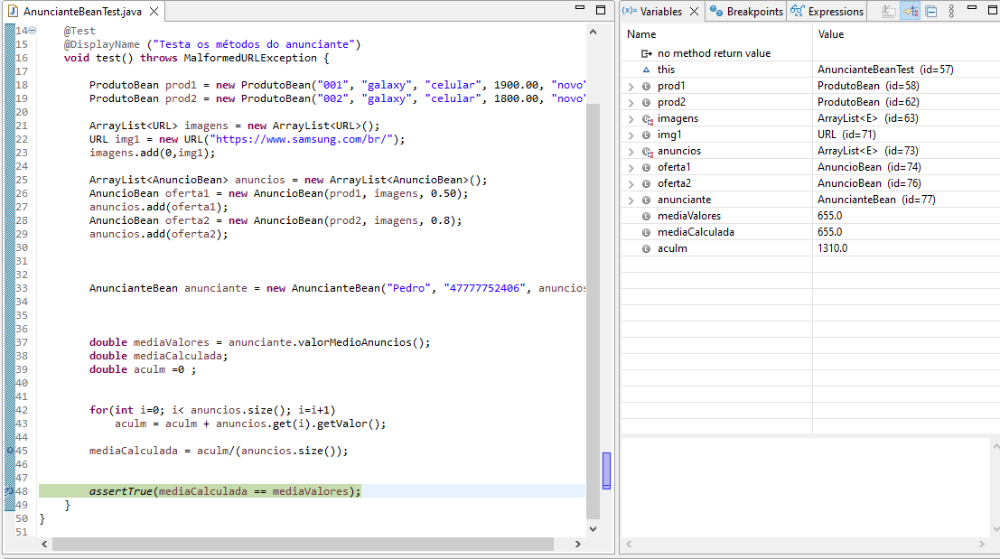 AnuncianteBeanTest.java
14 @Test
15 @DisplayName ("Testa os métodos do anunciante")
16 void test() throws MalformedURLException {
17
18 ProdutoBean prod1 = new ProdutoBean("001", "galaxy", "celular", 1900.00, "novo"
19 ProdutoBean prod2 = new ProdutoBean("002", "galaxy", "celular", 1800.00, "novo"
20
21 ArrayList<URL> imagens = new ArrayList<URL>();
22 URL img1 = new URL("https://www.samsung.com/br/");
23 imagens.add(0,img1);
24
25 ArrayList<AnuncioBean> anuncios = new ArrayList<AnuncioBean>();
26 AnuncioBean oferta1 = new AnuncioBean(prod1, imagens, 0.50);
27 anuncios.add(oferta1);
28 AnuncioBean oferta2 = new AnuncioBean(prod2, imagens, 0.8);
29 anuncios.add(oferta2);
30
31
32
33 AnuncianteBean anunciante = new AnuncianteBean("Pedro", "47777752406", anuncios
34
35
36
37 double mediaValores = anunciante.valorMedioAnuncios();
38 double mediaCalculada;
39 double aculm =0 ;
40
41
42 for(int i=0; i< anuncios.size(); i=i+1)
43 aculm = aculm + anuncios.get(i).getValor();
44
45 mediaCalculada = aculm/(anuncios.size());
46
47
48 assertTrue(mediaCalculada == mediaValores);
49 }
50 }
51
(x)= Variables Breakpoints Expressions
Name Value
no method return value
this AnuncianteBeanTest (id=57)
prod1 ProdutoBean (id=58)
prod2 ProdutoBean (id=62)
imagens ArrayList<E> (id=63)
img1 URL (id=71)
anuncios ArrayList<E> (id=73)
oferta1 AnuncioBean (id=74)
oferta2 AnuncioBean (id=76)
anunciante AnuncianteBean (id=77)
mediaValores 655.0
mediaCalculada 655.0
aculm 1310.0